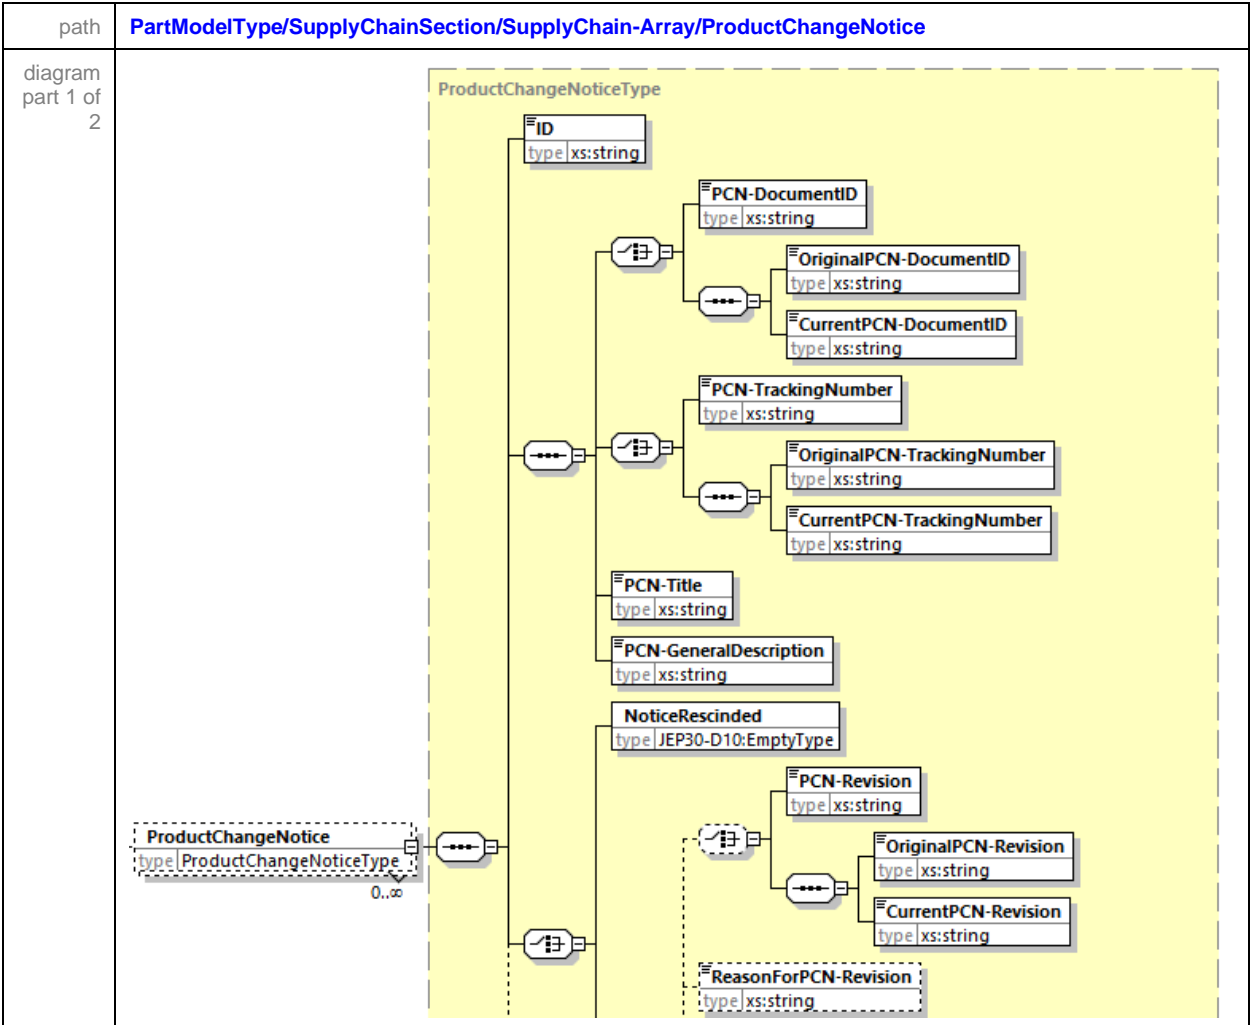 path
PartModelType/SupplyChainSection/SupplyChain-Array/ProductChangeNotice
diagram
part 1 of
2
ProductChangeNoticeType
ID
type xs:string
PCN-DocumentID
type xs:string
OriginalPCN-DocumentID
type xs:string
CurrentPCN-DocumentID
type xs:string
PCN-TrackingNumber
type xs:string
OriginalPCN-TrackingNumber
type xs:string
CurrentPCN-TrackingNumber
type xs:string
PCN-Title
type xs:string
PCN-GeneralDescription
type xs:string
NoticeRescinded
type JEP30-D10:EmptyType
PCN-Revision
type xs:string
ProductChangeNotice
type ProductChangeNoticeType
0..∞
OriginalPCN-Revision
type xs:string
CurrentPCN-Revision
type xs:string
ReasonForPCN-Revision
type xs:string